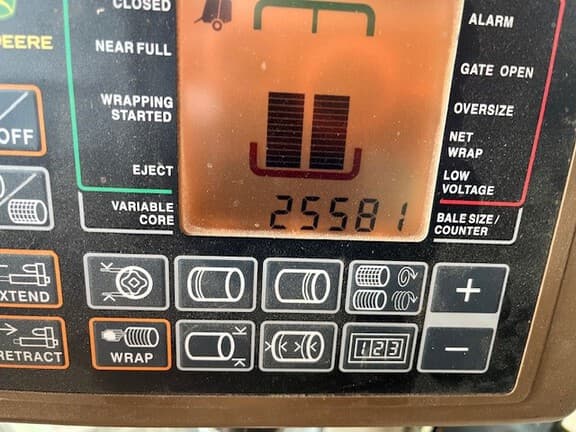 CLOSED
DEERE
NEAR FULL
WRAPPING
STARTED
OFF
EJECT
VARIABLE
CORE
ALARM
GATE OPEN
OVERSIZE
NET
WRAP
LOW
VOLTAGE
BALE SIZE /
COUNTER
25581
EXTEND
RETRACT
WRAP
123
+
−